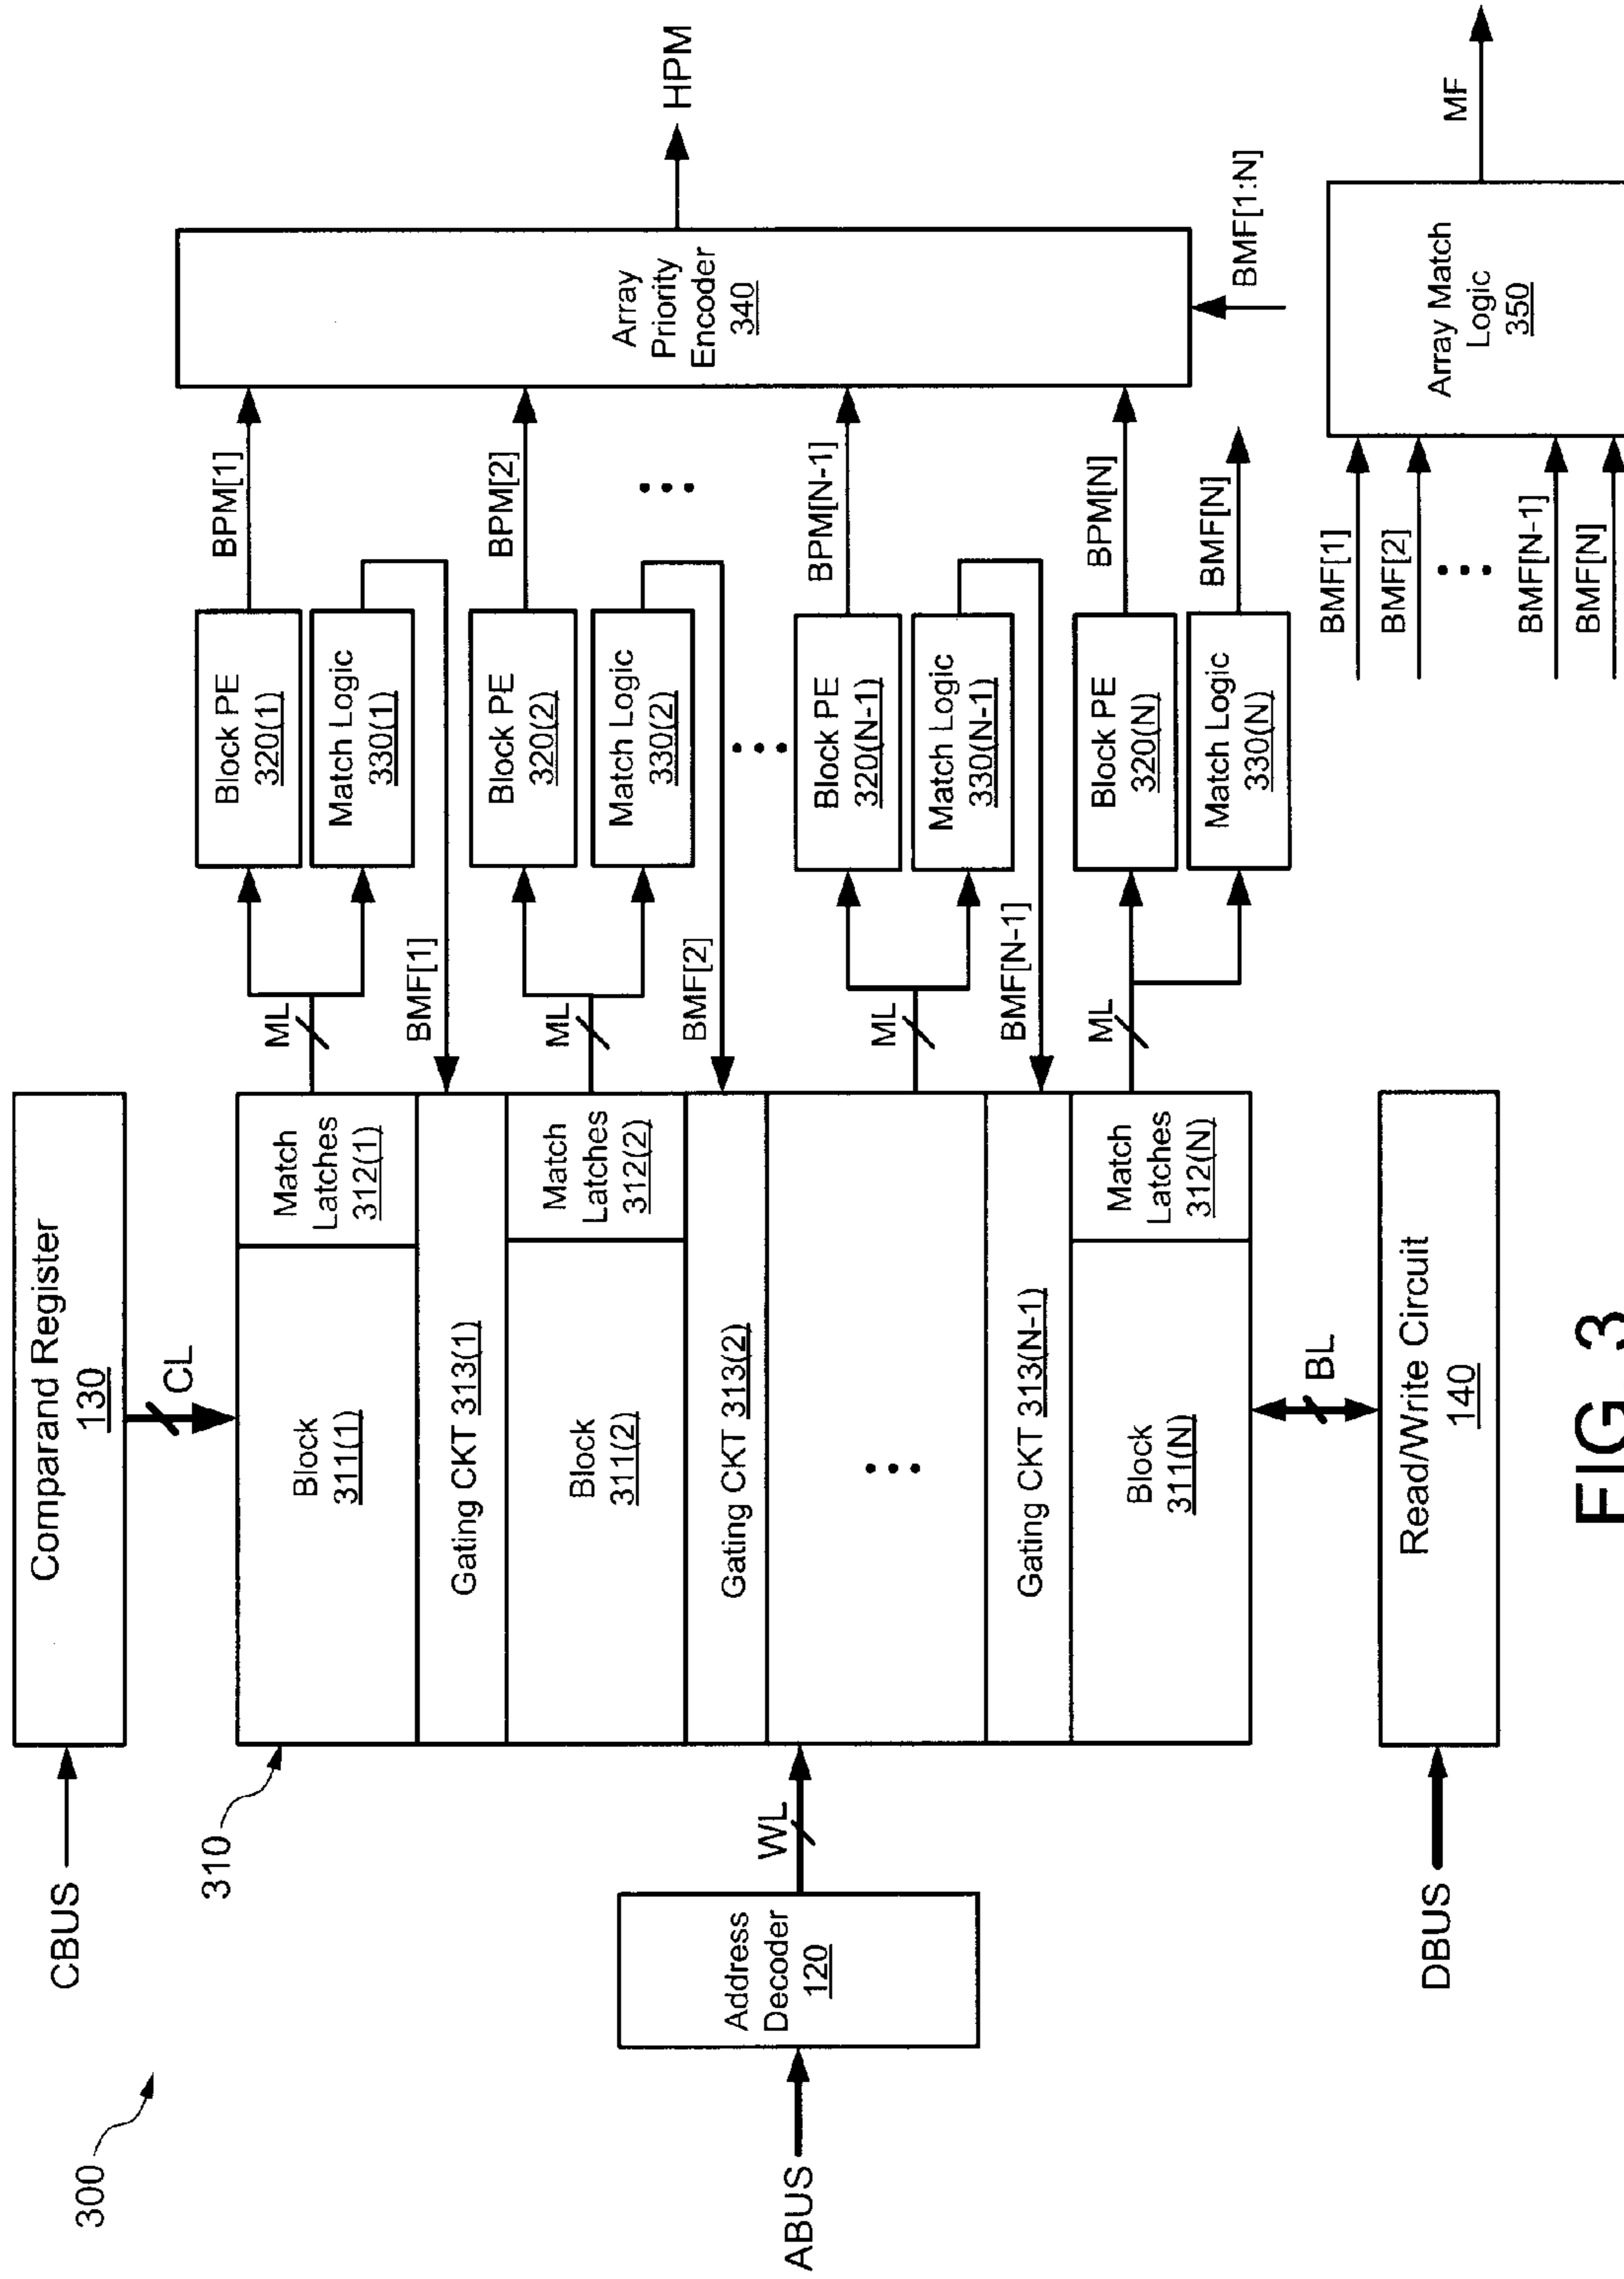 300
CBUS
Comparand Register
130
CL
310
ABUS
Address
Decoder
120
WL
Block
311(1)
Match
Latches
312(1)
Gating CKT 313(1)
Block
311(2)
Match
Latches
312(2)
Gating CKT 313(2)
•••
Gating CKT 313(N-1)
Block
311(N)
Match
Latches
312(N)
BL
DBUS
Read/Write Circuit
140
ML
BMF[1]
ML
BMF[2]
ML
BMF[N-1]
ML
Block PE
320(1)
Match Logic
330(1)
Block PE
320(2)
Match Logic
330(2)
•••
Block PE
320(N-1)
Match Logic
330(N-1)
Block PE
320(N)
Match Logic
330(N)
BPM[1]
BPM[2]
•••
BPM[N-1]
BPM[N]
BMF[N]
Array
Priority
Encoder
340
HPM
BMF[1:N]
BMF[1]
BMF[2]
•••
BMF[N-1]
BMF[N]
Array Match
Logic
350
MF
FIG 3